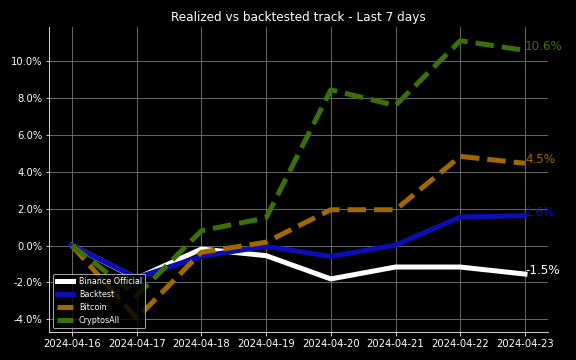 Realized vs backtested track - Last 7 days
10.0%
8.0%
6.0%
4.0%
2.0%
0.0%
-2.0%
-4.0%
10.6%
4.5%
1.6%
-1.5%
Binance Official
Backtest
Bitcoin
CryptosAll
2024-04-16 2024-04-17 2024-04-18 2024-04-19 2024-04-20 2024-04-21 2024-04-22 2024-04-23